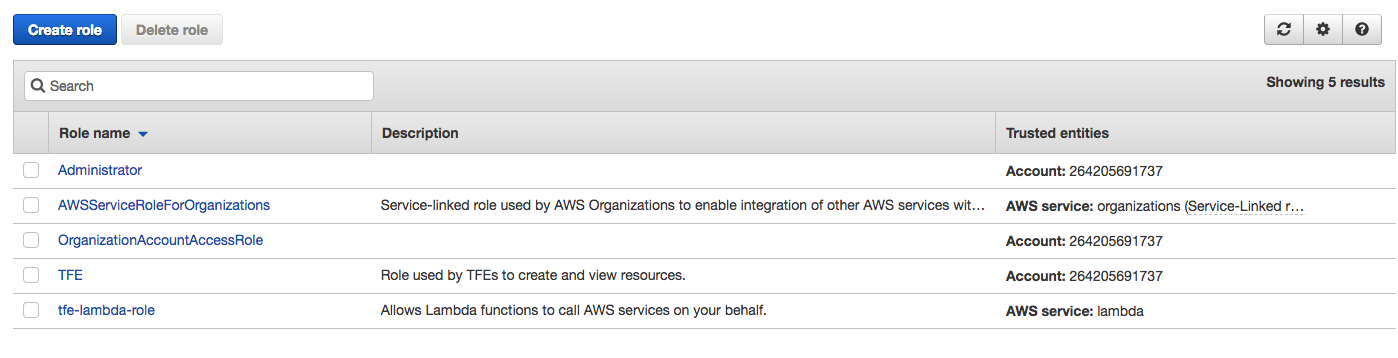 Create role Delete role
Search Showing 5 results
Role name Description Trusted entities
Administrator Account: 264205691737
AWSServiceRoleForOrganizations Service-linked role used by AWS Organizations to enable integration of other AWS services wit… AWS service: organizations (Service-Linked r…
OrganizationAccountAccessRole Account: 264205691737
TFE Role used by TFEs to create and view resources. Account: 264205691737
tfe-lambda-role Allows Lambda functions to call AWS services on your behalf. AWS service: lambda